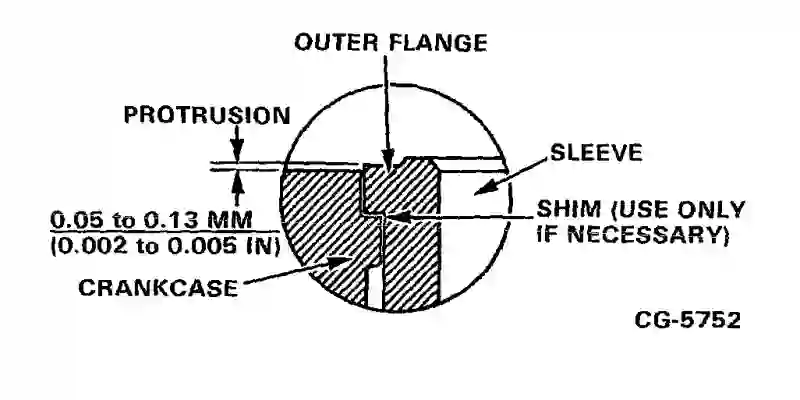 OUTER FLANGE
PROTRUSION
SLEEVE
0.05 to 0.13 MM
(0.002 to 0.005 IN)
SHIM (USE ONLY
IF NECESSARY)
CRANKCASE
CG-5752